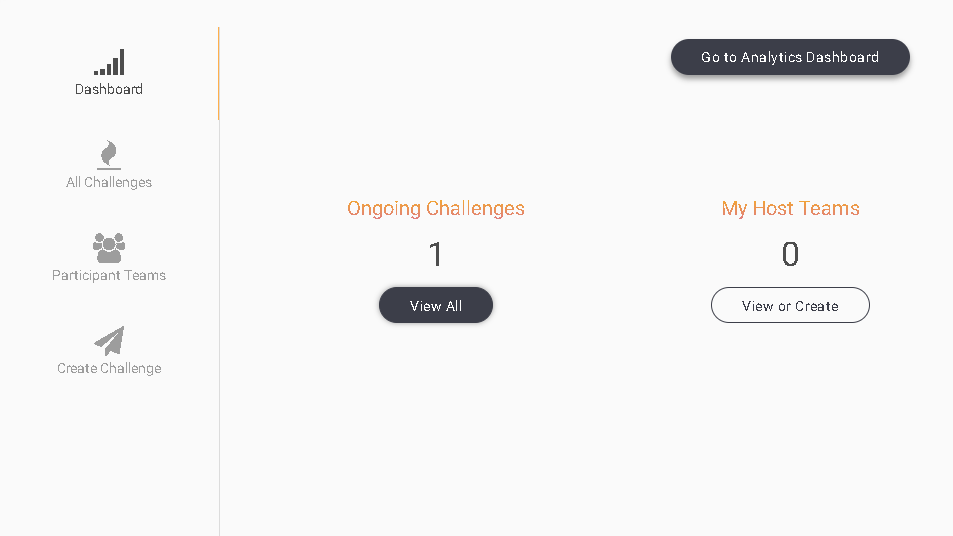 Dashboard
All Challenges
Participant Teams
Create Challenge
Go to Analytics Dashboard
Ongoing Challenges
1
View All
My Host Teams
0
View or Create